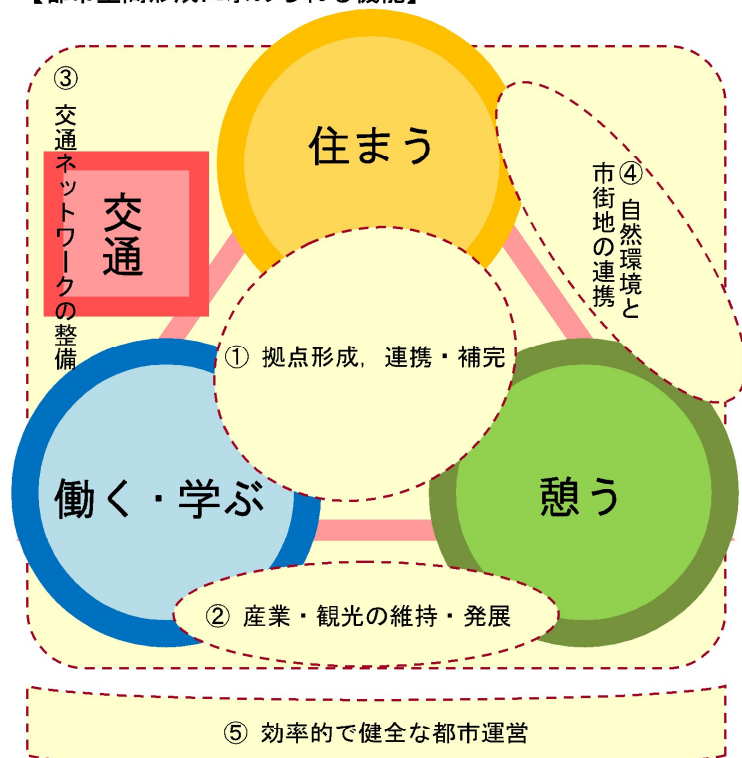 住まう
③ 交通ネットワークの整備
交通
④ 自然環境と
市街地の連携
① 拠点形成，連携・補完
働く・学ぶ
憩う
② 産業・観光の維持・発展
⑤ 効率的で健全な都市運営